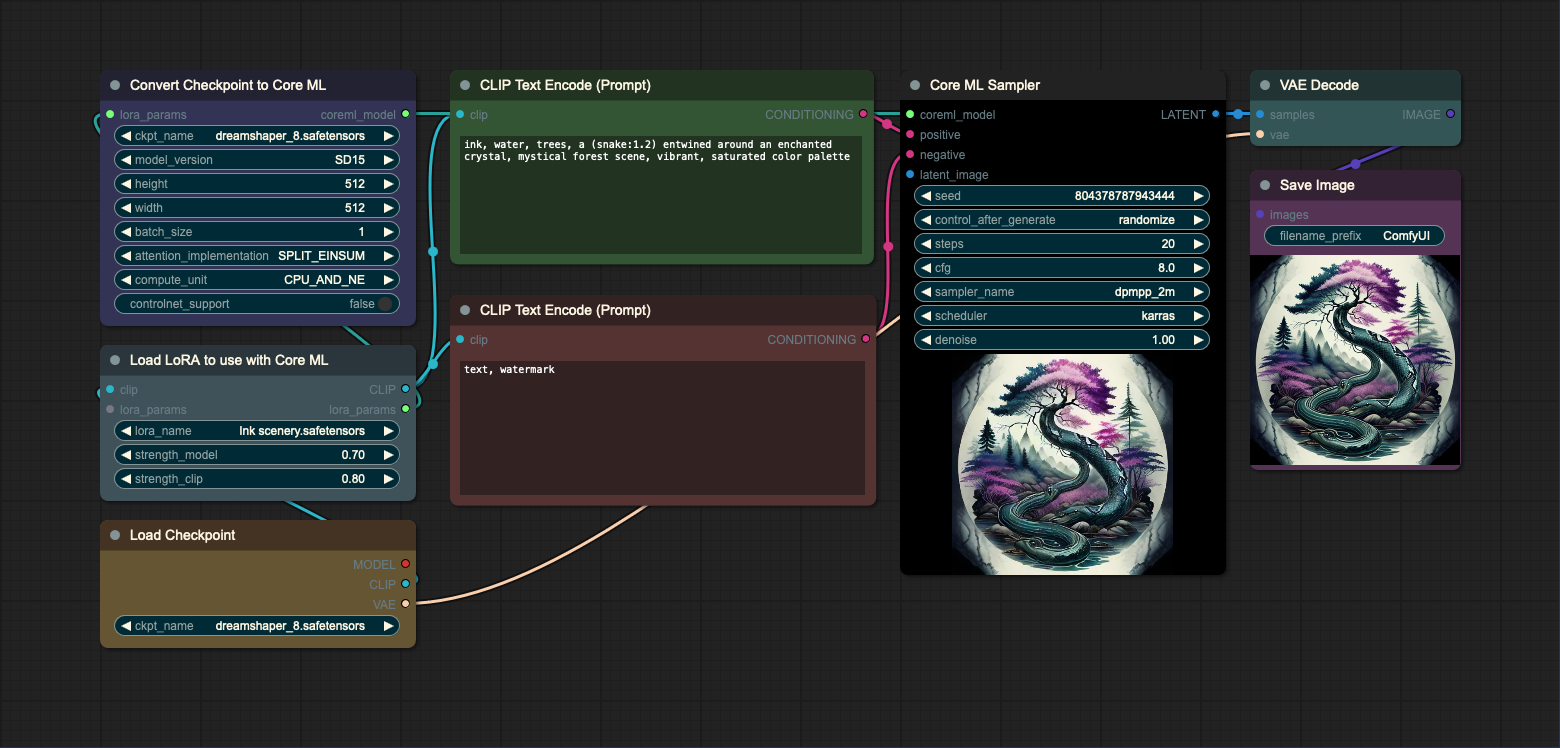 Convert Checkpoint to Core ML
lora_params coreml_model
ckpt_name dreamshaper_8.safetensors
model_version SD15
height 512
width 512
batch_size 1
attention_implementation SPLIT_EINSUM
compute_unit CPU_AND_NE
controlnet_support false
Load LoRA to use with Core ML
clip CLIP
lora_params lora_params
lora_name Ink scenery.safetensors
strength_model 0.70
strength_clip 0.80
Load Checkpoint
MODEL
CLIP
VAE
ckpt_name dreamshaper_8.safetensors
CLIP Text Encode (Prompt)
clip CONDITIONING
ink, water, trees, a (snake:1.2) entwined around an enchanted
crystal, mystical forest scene, vibrant, saturated color palette
CLIP Text Encode (Prompt)
clip CONDITIONING
text, watermark
Core ML Sampler
coreml_model LATENT
positive
negative
latent_image
seed 804378787943444
control_after_generate randomize
steps 20
cfg 8.0
sampler_name dpmpp_2m
scheduler karras
denoise 1.00
VAE Decode
samples IMAGE
vae
Save Image
images
filename_prefix ComfyUI